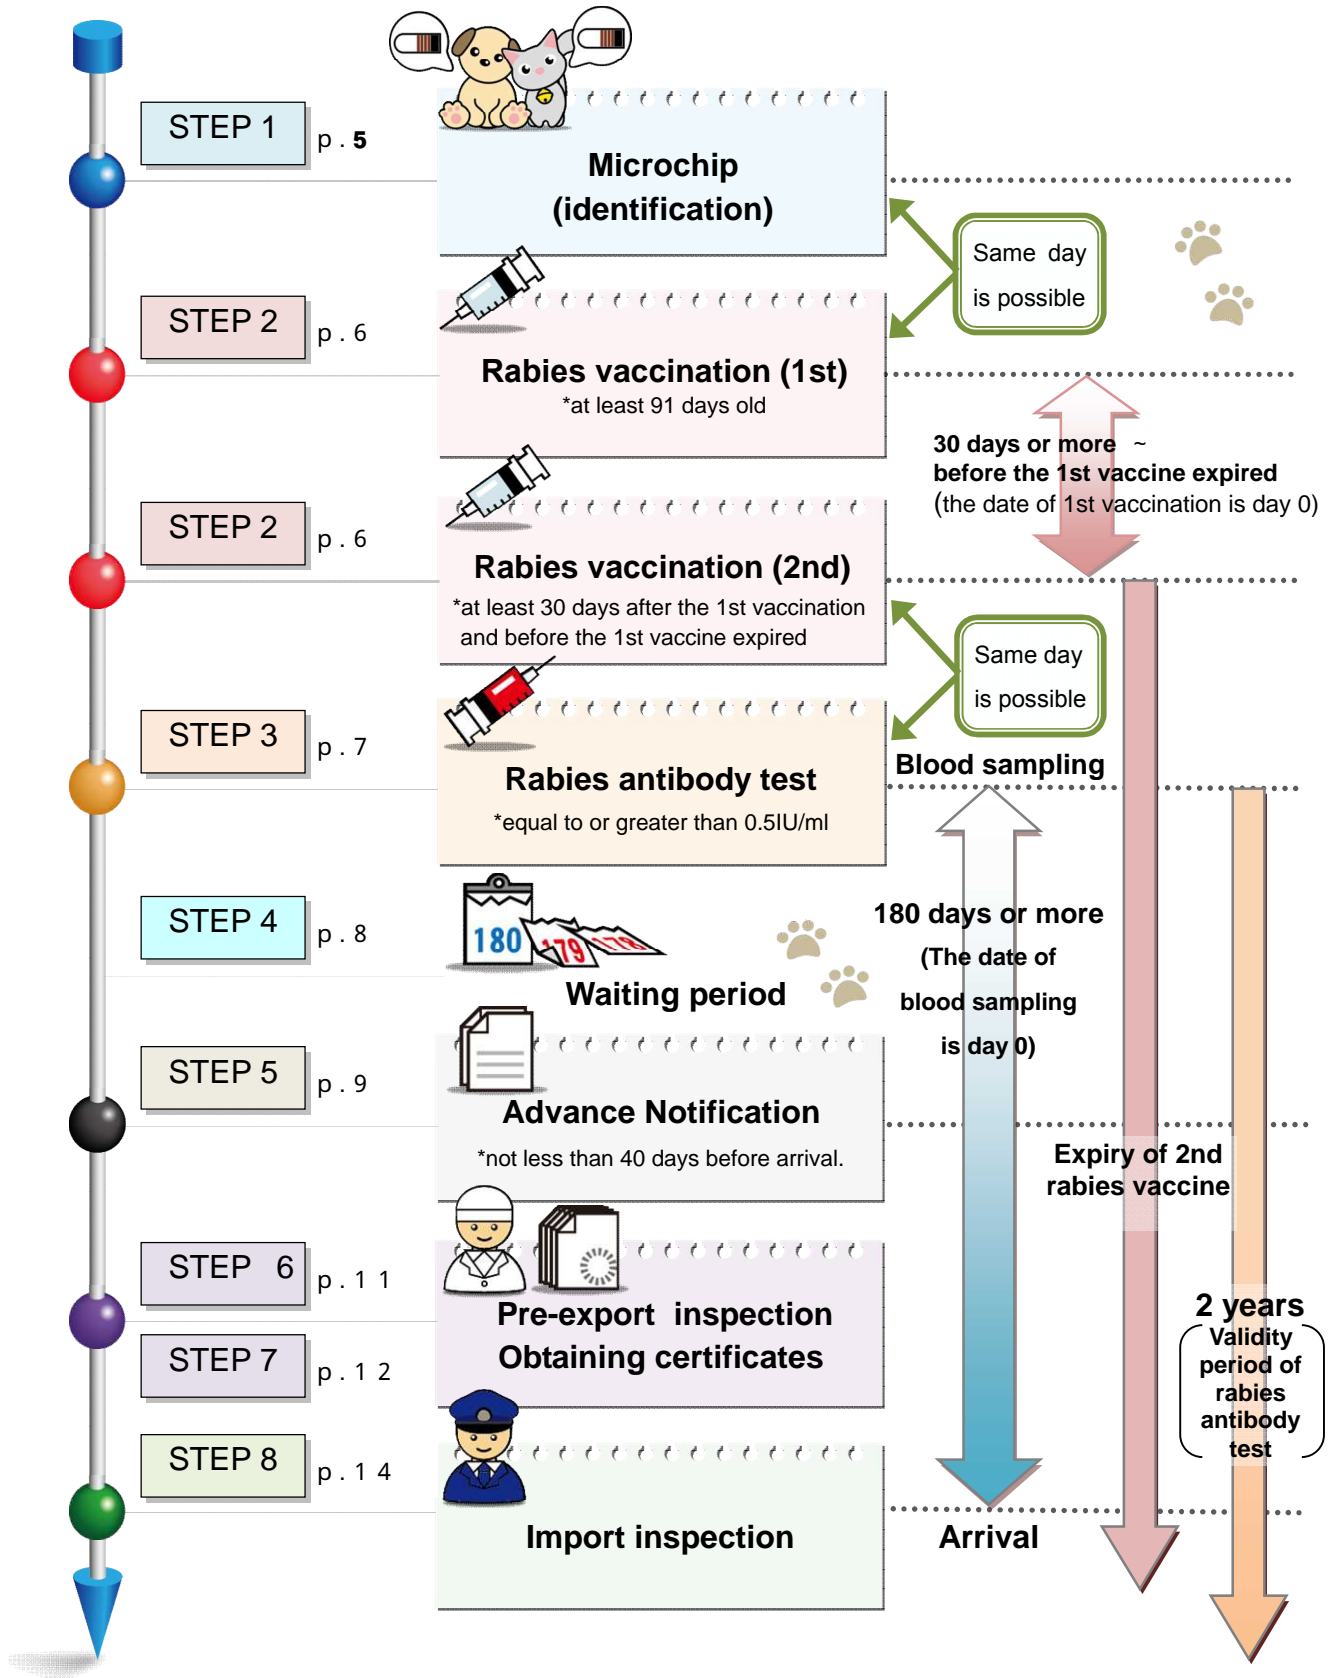 STEP 1
p . 5
Microchip
(identification)
Same day
is possible
STEP 2
p . 6
Rabies vaccination (1st)
*at least 91 days old
30 days or more ~
before the 1st vaccine expired
(the date of 1st vaccination is day 0)
STEP 2
p . 6
Rabies vaccination (2nd)
*at least 30 days after the 1st vaccination
and before the 1st vaccine expired
Same day
is possible
STEP 3
p . 7
Rabies antibody test
*equal to or greater than 0.5IU/ml
Blood sampling
STEP 4
p . 8
180
179
178
Waiting period
180 days or more
(The date of
blood sampling
is day 0)
STEP 5
p . 9
Advance Notification
*not less than 40 days before arrival.
Expiry of 2nd
rabies vaccine
STEP 6
p . 1 1
Pre-export inspection
Obtaining certificates
STEP 7
p . 1 2
2 years
Validity
period of
rabies
antibody
test
STEP 8
p . 1 4
Import inspection
Arrival